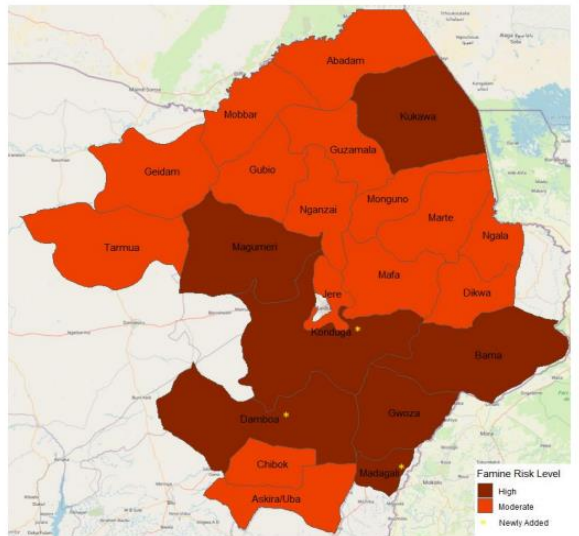 Abadam
Kukawa
Mobbar
Guzamala
Geidam
Gubio
Nganzai
Monguno
Marte
Ngala
Tarmua
Magumeri
Mafa
Jere
Dikwa
Konduga
Bama
Damboa
Gwoza
Chibok
Madagali
Askira/Uba
Famine Risk Level
High
Moderate
Newly Added